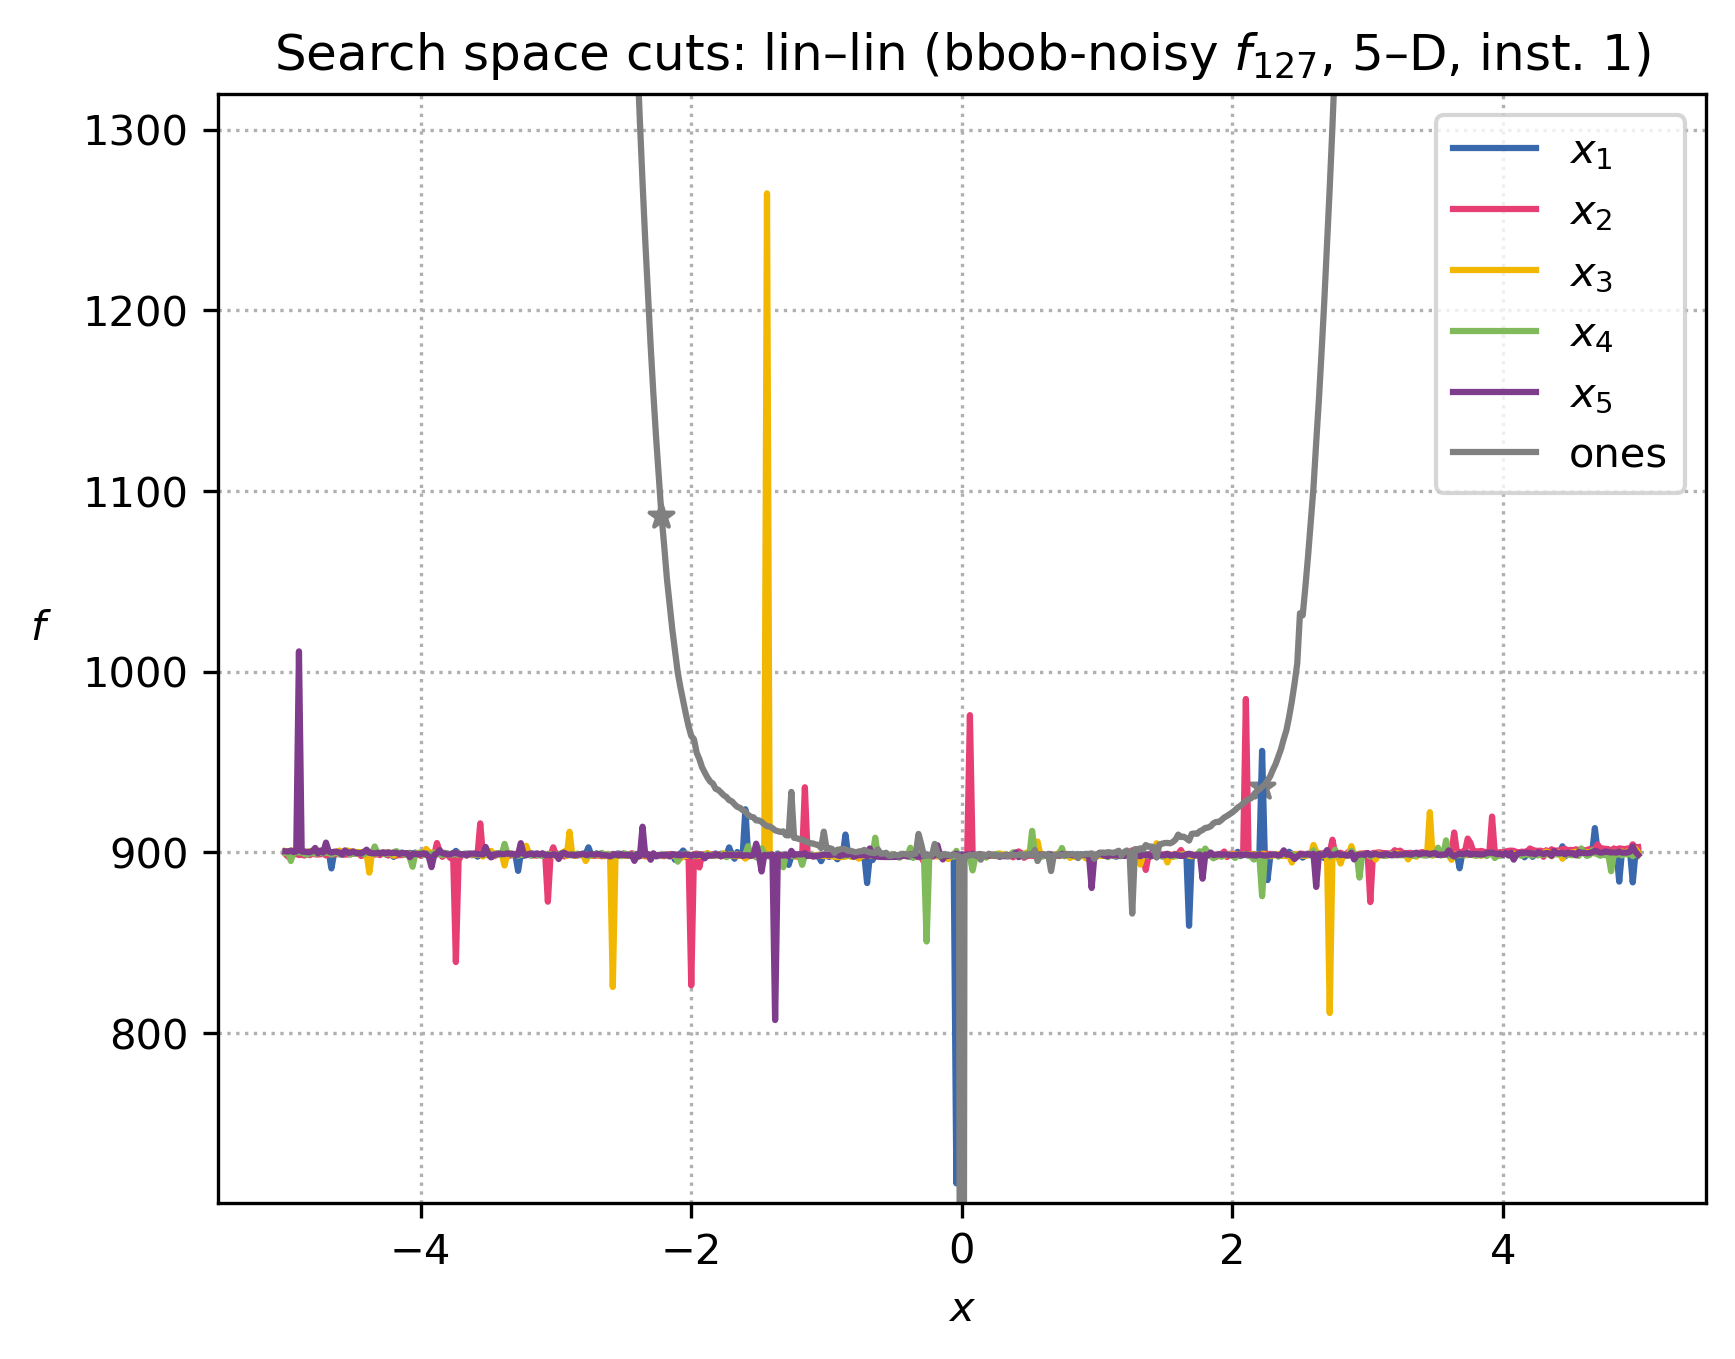 Search space cuts: lin–lin (bbob-noisy f₁₂₇, 5–D, inst. 1)
1300
1200
1100
1000
900
800
f
−4
−2
0
2
4
x
x₁
x₂
x₃
x₄
x₅
ones